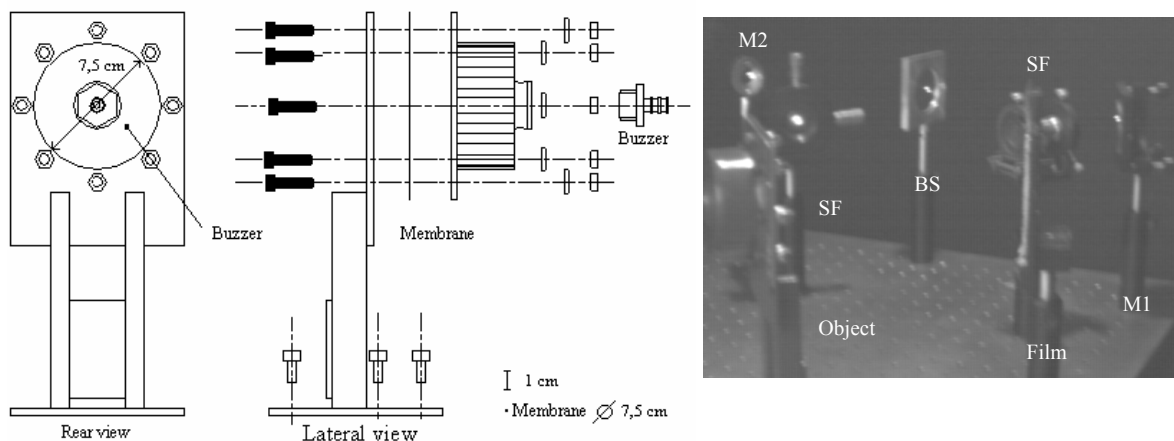 7,5 cm
Buzzer
Rear view
Membrane
Buzzer
Lateral view
1 cm
· Membrane ∅ 7,5 cm
M2
SF
BS
SF
Object
Film
M1